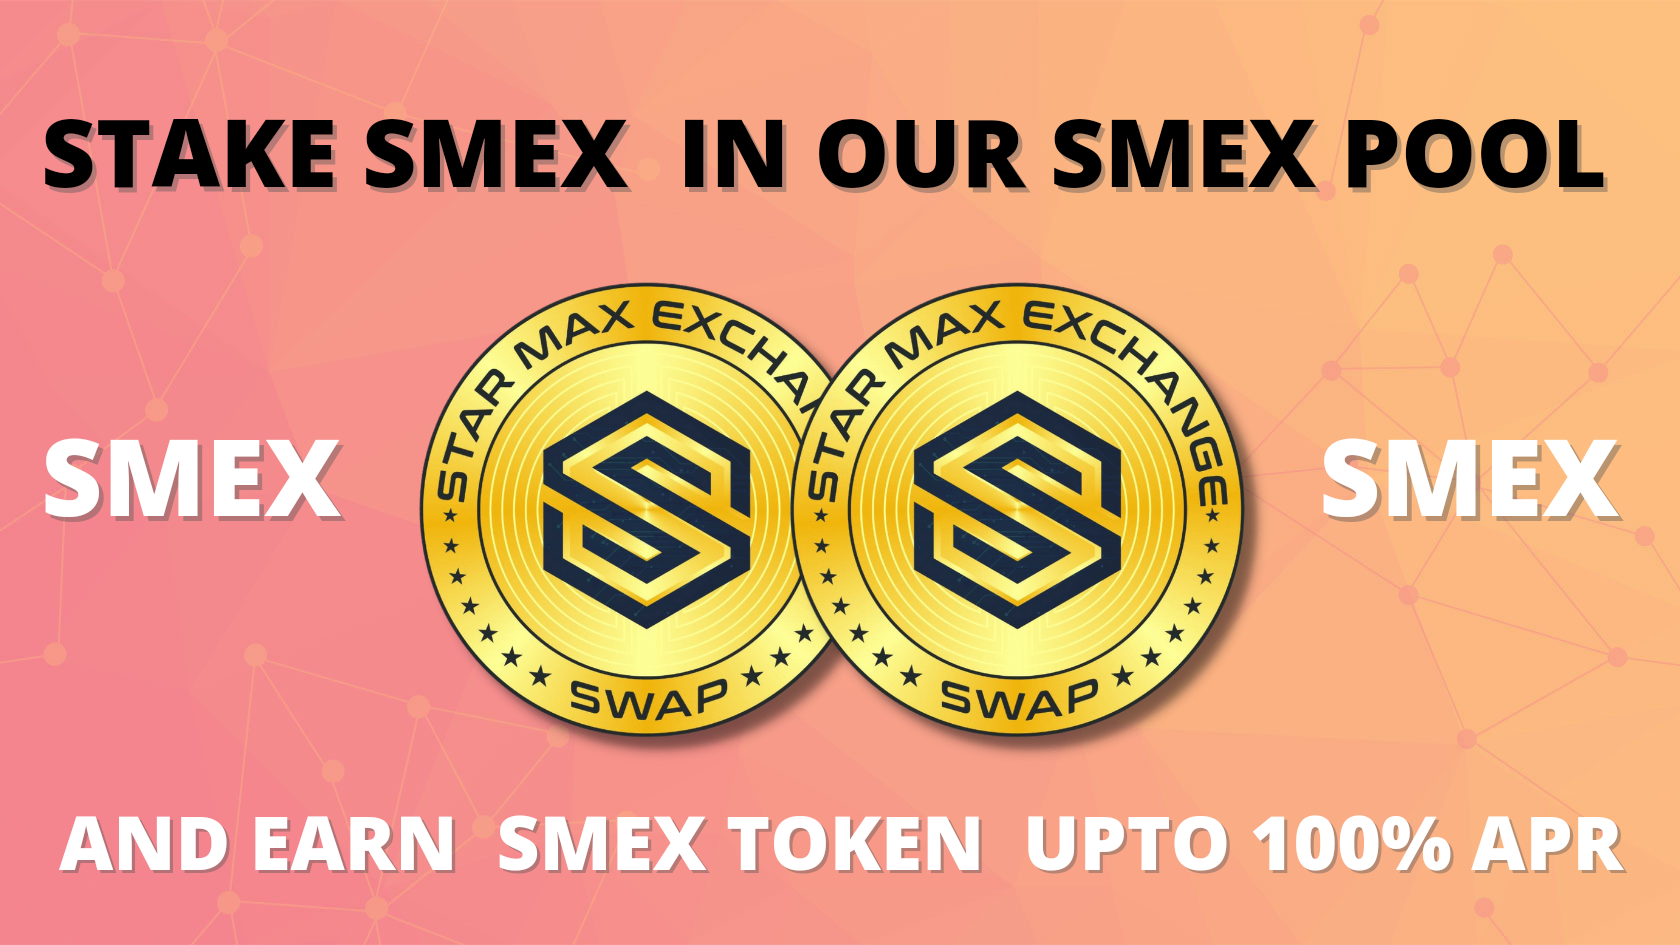 STAKE SMEX IN OUR SMEX POOL
STAR MAX EXCHA
SWAP
STAR MAX EXCHANGE
SWAP
SMEX
SMEX
AND EARN SMEX TOKEN UPTO 100% APR